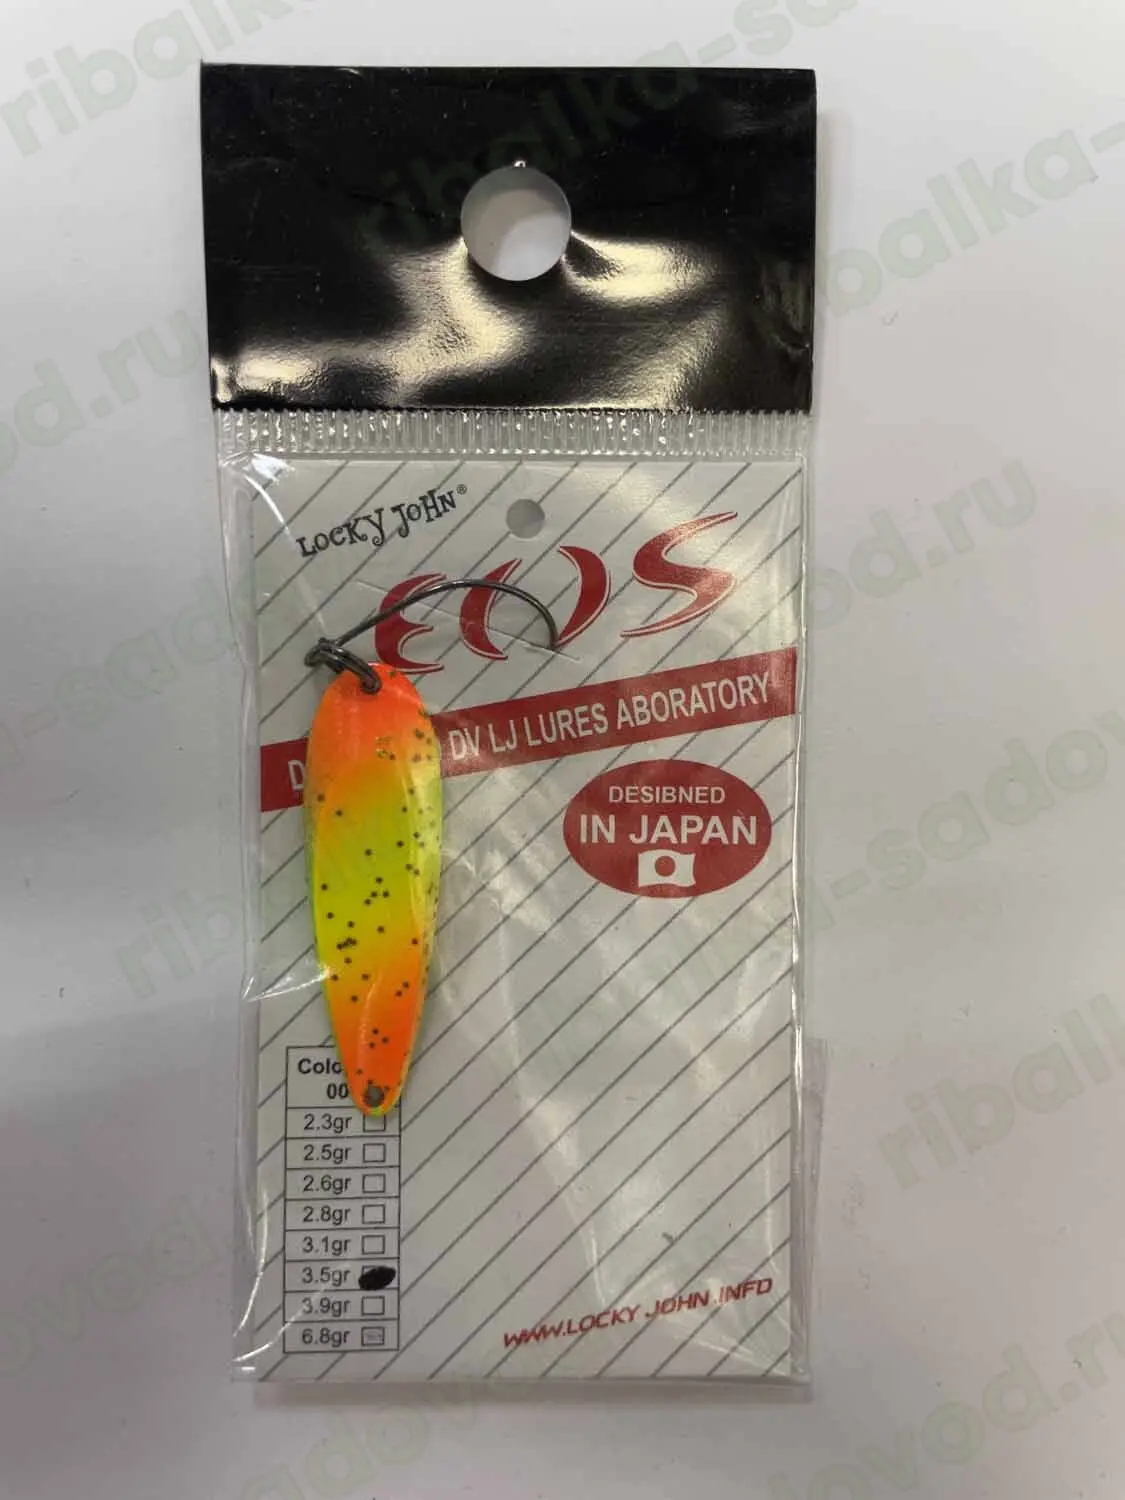 LOCKY JOHN®
EWS
D DV LJ LURES ABORATORY
DESIBNED
IN JAPAN
Colo
00
2.3gr
2.5gr
2.6gr
2.8gr
3.1gr
3.5gr
3.9gr
6.8gr
WWW.LOCKY JOHN .INFO
ribalka-sadovod.ru